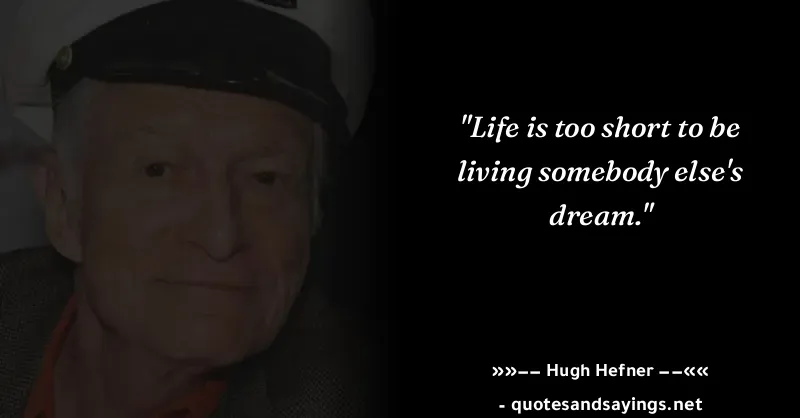 "Life is too short to be
living somebody else's
dream."
»»−− Hugh Hefner −−««
- quotesandsayings.net